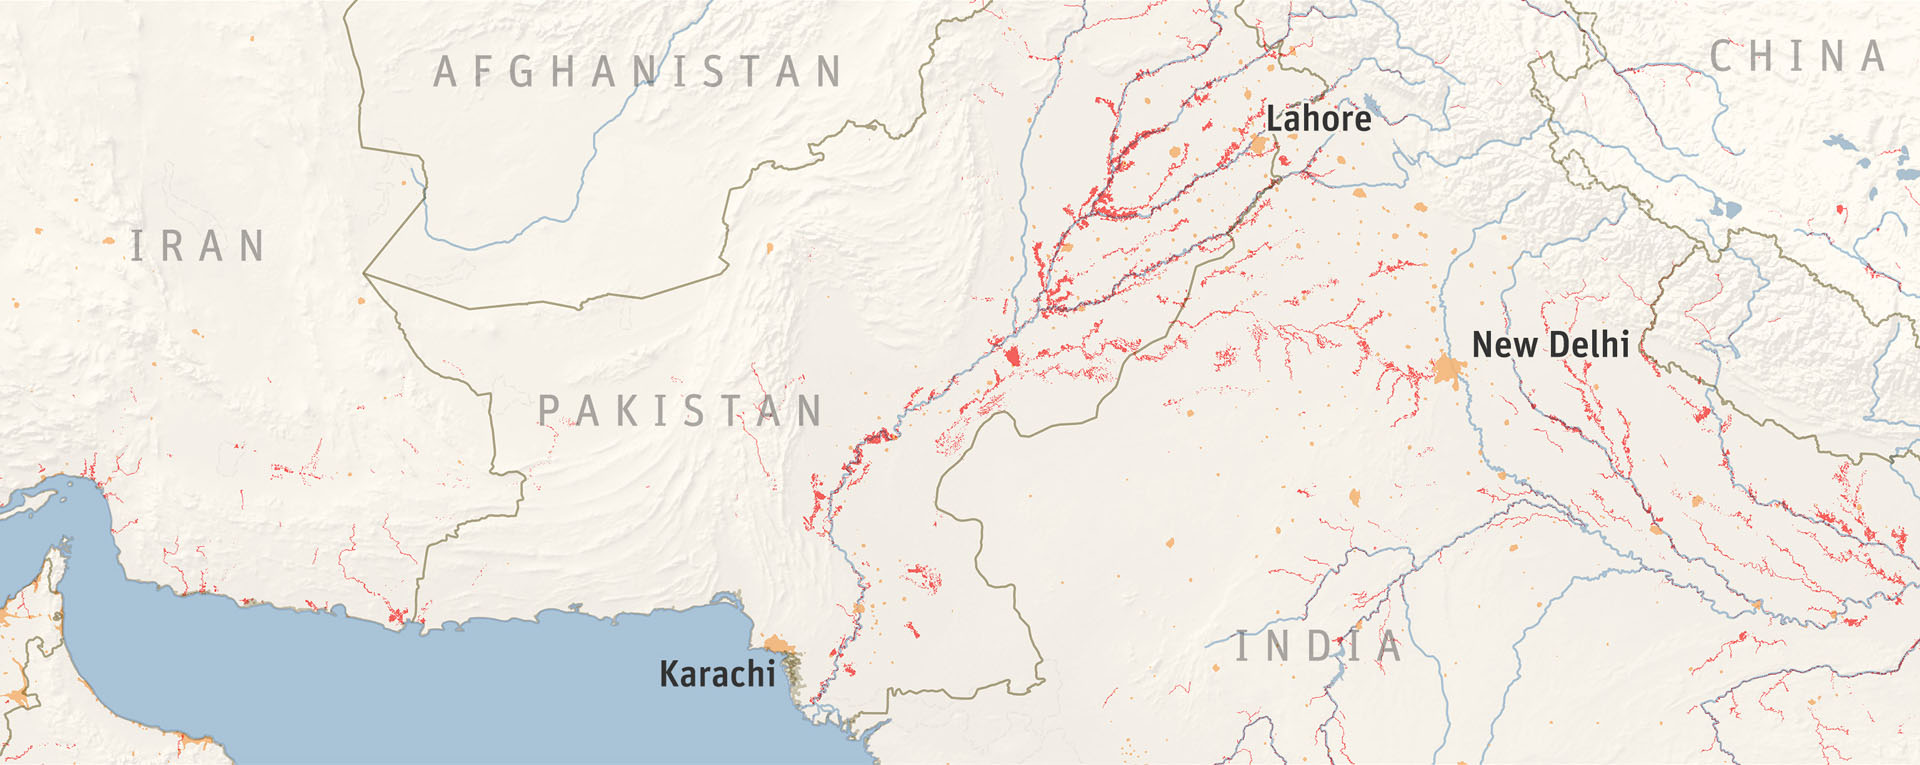 AFGHANISTAN
CHINA
Lahore
IRAN
New Delhi
PAKISTAN
INDIA
Karachi